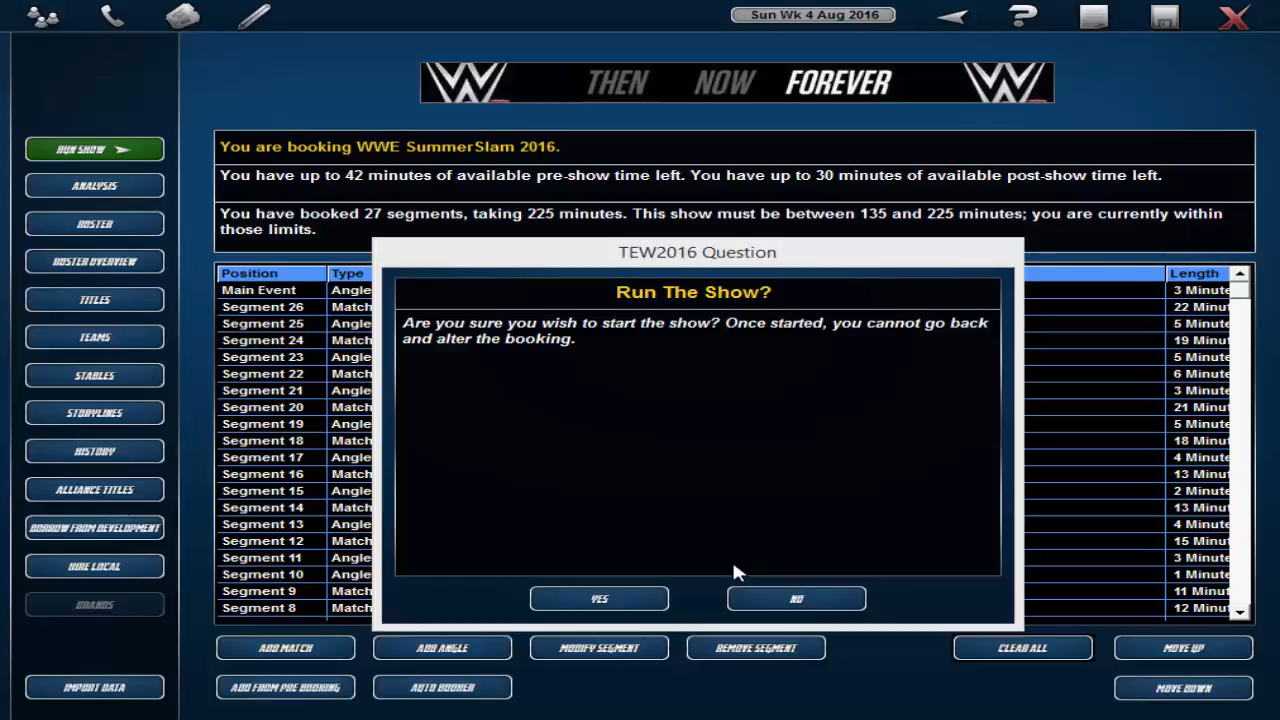 Sun Wk 4 Aug 2016
THEN NOW FOREVER
You are booking WWE SummerSlam 2016.
You have up to 42 minutes of available pre-show time left. You have up to 30 minutes of available post-show time left.
You have booked 27 segments, taking 225 minutes. This show must be between 135 and 225 minutes; you are currently within
those limits.
RUN SHOW
ANALYSIS
ROSTER
ROSTER OVERVIEW
TITLES
TEAMS
STABLES
STORYLINES
HISTORY
ALLIANCE TITLES
BORROW FROM DEVELOPMENT
HIRE LOCAL
BRANDS
IMPORT DATA
Position Type Length
Main Event Angle 3 Minute
Segment 26 Match 22 Minut
Segment 25 Angle 5 Minute
Segment 24 Match 19 Minut
Segment 23 Angle 5 Minute
Segment 22 Match 6 Minute
Segment 21 Angle 3 Minute
Segment 20 Match 21 Minut
Segment 19 Angle 5 Minute
Segment 18 Match 18 Minut
Segment 17 Angle 4 Minute
Segment 16 Match 13 Minut
Segment 15 Angle 2 Minute
Segment 14 Match 13 Minut
Segment 13 Angle 4 Minute
Segment 12 Match 15 Minut
Segment 11 Angle 3 Minute
Segment 10 Angle 1 Minute
Segment 9 Match 11 Minut
Segment 8 Match 12 Minut
TEW2016 Question
Run The Show?
Are you sure you wish to start the show? Once started, you cannot go back
and alter the booking.
YES NO
ADD MATCH ADD ANGLE MODIFY SEGMENT REMOVE SEGMENT CLEAR ALL MOVE UP
ADD FROM PRE BOOKING AUTO BOOKER MOVE DOWN